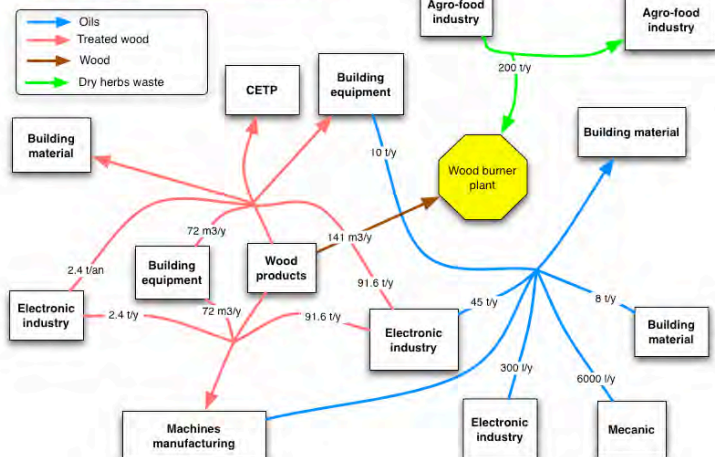 Agro-food
industry
Agro-food
industry
Oils
Treated wood
Wood
Dry herbs waste
200 t/y
Building
equipment
CETP
Building
material
Building material
10 t/y
Wood burner
plant
72 m3/y
141 m3/y
2.4 t/an
Building
equipment
Wood
products
91.6 t/y
Electronic
industry
2.4 t/y
72 m3/y
91.6 t/y
45 t/y
8 t/y
Electronic
industry
Building
material
300 l/y
6000 l/y
Machines
manufacturing
Electronic
industry
Mecanic